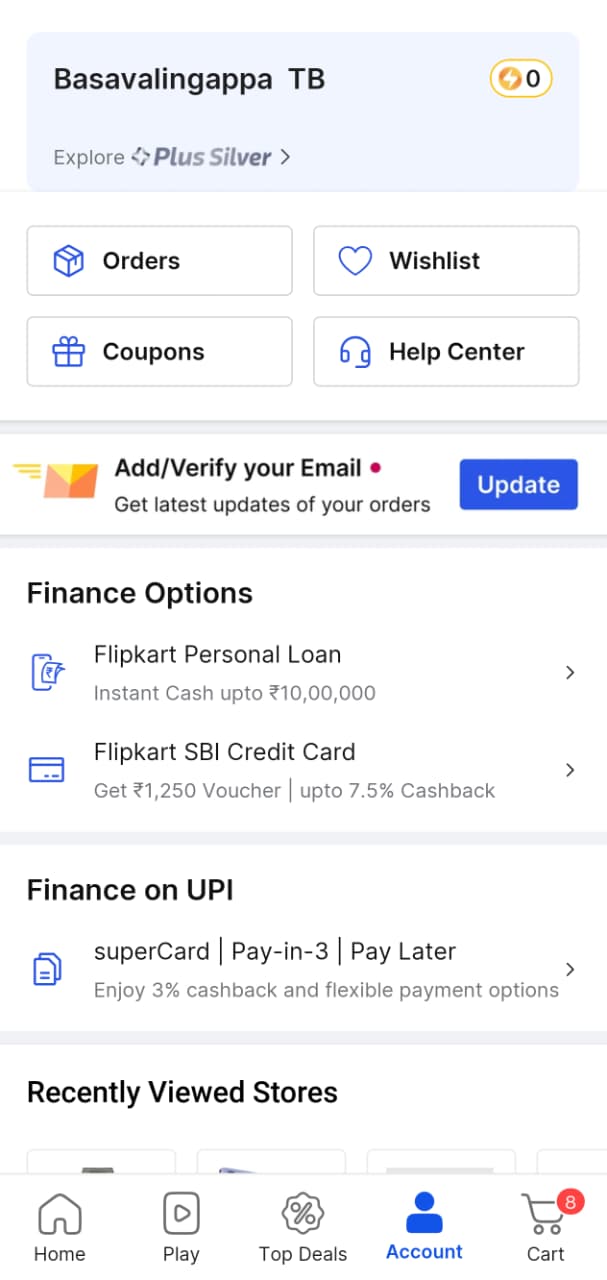 Basavalingappa TB
0
Explore Plus Silver
Orders
Wishlist
Coupons
Help Center
Add/Verify your Email
Get latest updates of your orders
Update
Finance Options
Flipkart Personal Loan
Instant Cash upto ₹10,00,000
Flipkart SBI Credit Card
Get ₹1,250 Voucher | upto 7.5% Cashback
Finance on UPI
superCard | Pay-in-3 | Pay Later
Enjoy 3% cashback and flexible payment options
Recently Viewed Stores
8
Home
Play
Top Deals
Account
Cart